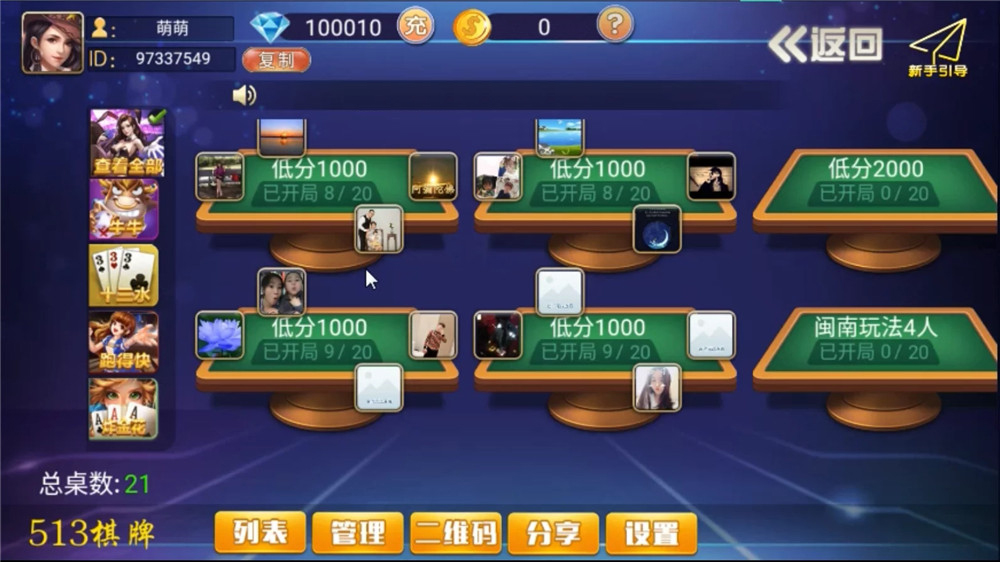 萌萌
100010
充
0
?
返回
新手引导
ID:
97337549
复制
查看全部
牛牛
十三水
跑得快
炸金花
低分1000
已开局 8 / 20
阿弥陀佛
低分1000
已开局 8 / 20
低分2000
已开局 0 / 20
低分1000
已开局 9 / 20
低分1000
已开局 9 / 20
闽南玩法4人
已开局 0 / 20
总桌数:21
513棋牌
列表
管理
二维码
分享
设置